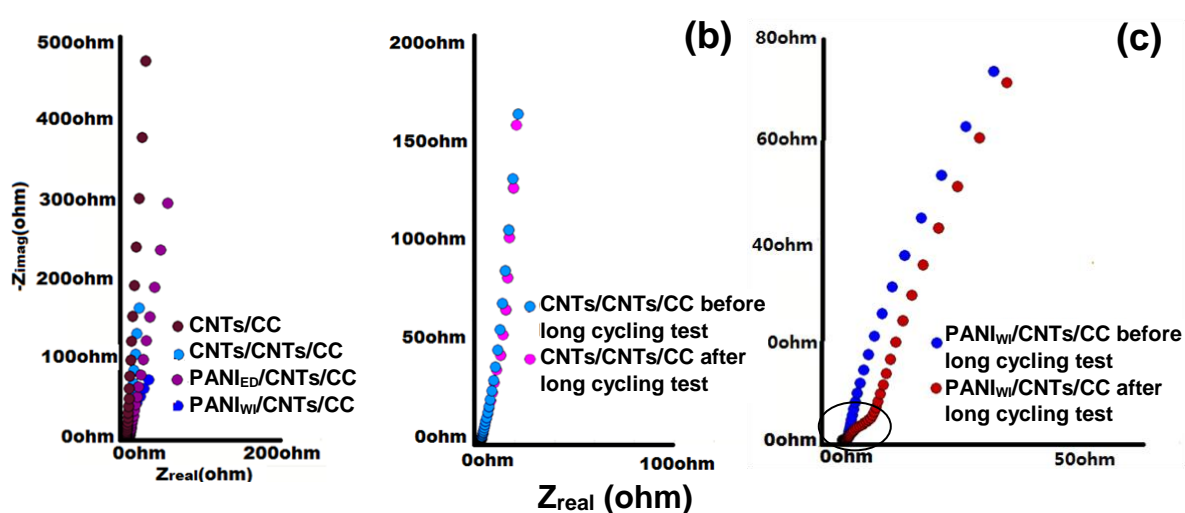 500ohm
400ohm
300ohm
200ohm
100ohm
0ohm
-Zimag(ohm)
0ohm
200ohm
Zreal(ohm)
CNTs/CC
CNTs/CNTs/CC
PANIED/CNTs/CC
PANIWI/CNTs/CC
(b)
200ohm
150ohm
100ohm
50ohm
0ohm
0ohm
100ohm
CNTs/CNTs/CC before
long cycling test
CNTs/CNTs/CC after
long cycling test
Zreal (ohm)
(c)
80ohm
60ohm
40ohm
0ohm
0ohm
0ohm
50ohm
PANIWI/CNTs/CC before
long cycling test
PANIWI/CNTs/CC after
long cycling test